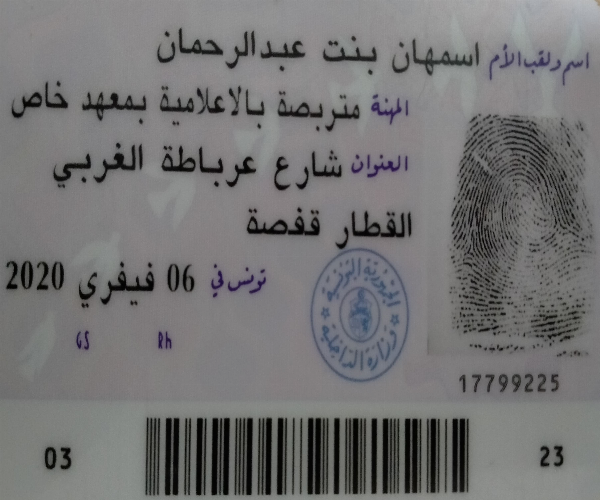 اسم ولقب الأم اسمهان بنت عبدالرحمان
المهنة متربصة بالاعلامية بمعهد خاص
العنوان شارع عرباطة الغربي
القطار قفصة
تونس في 06 فيفري 2020
GS Rh
الجمهورية التونسية
وزارة الداخلية
17799225
03 23